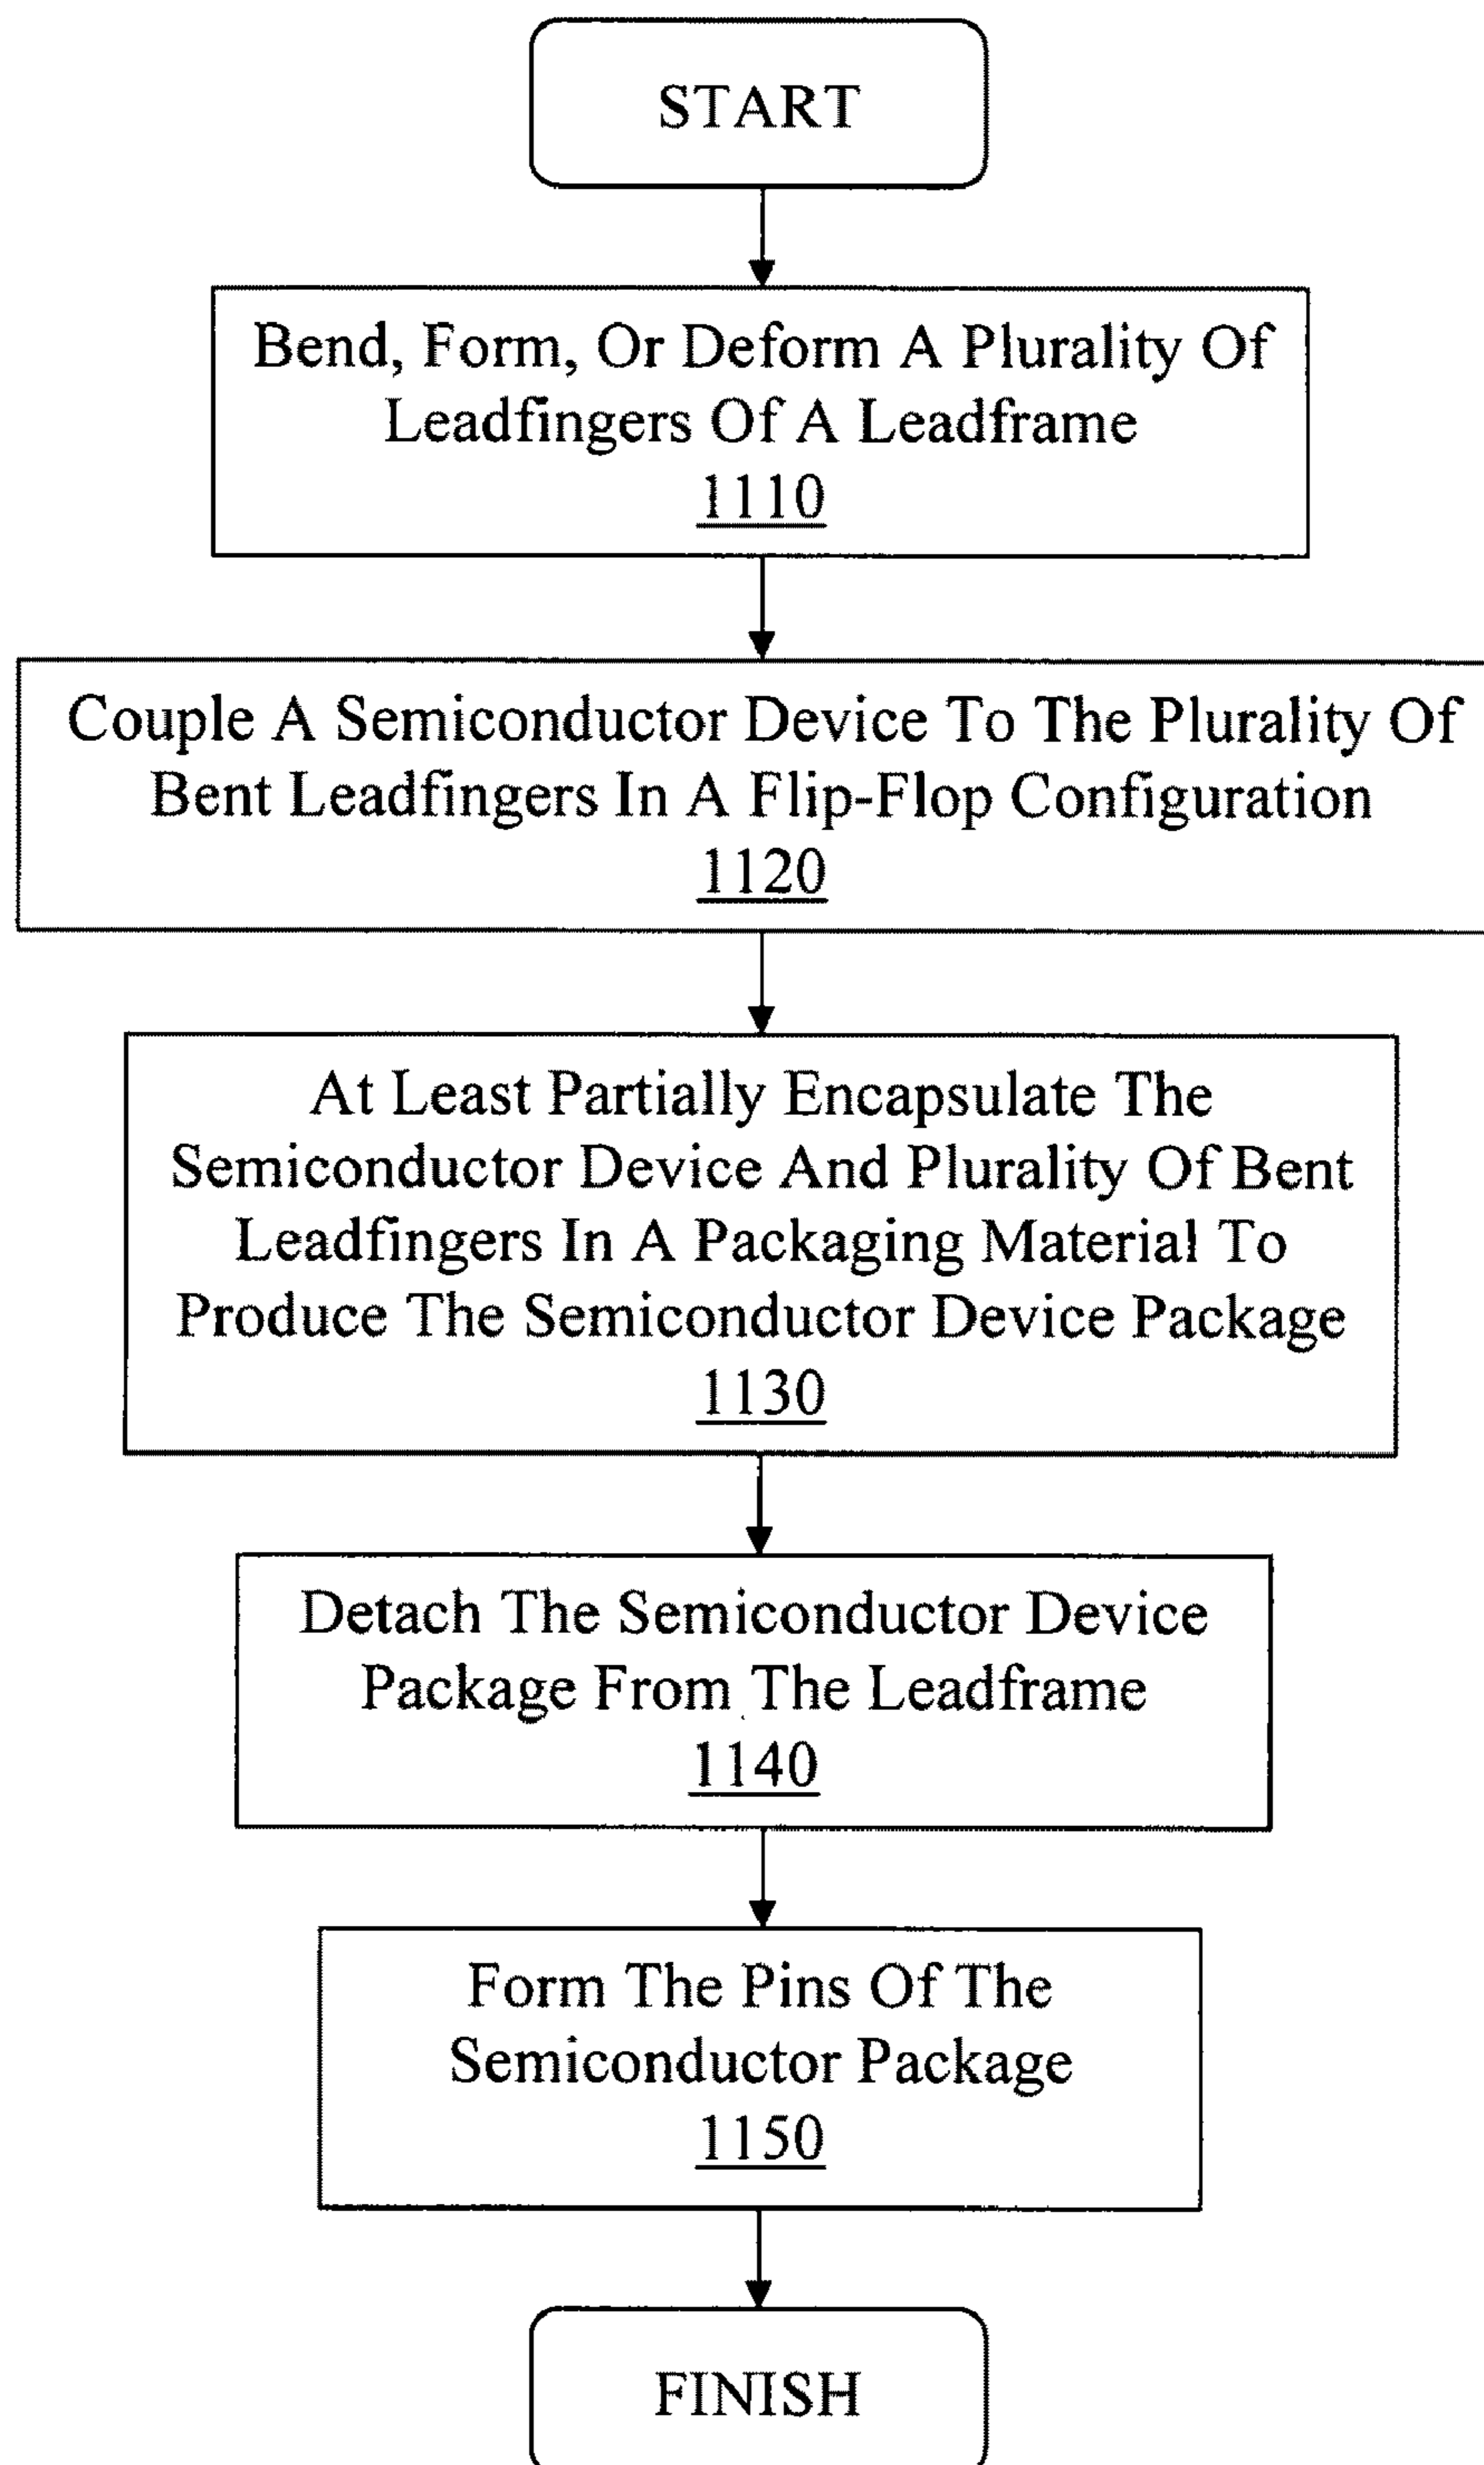 START
Bend, Form, Or Deform A Plurality Of
Leadfingers Of A Leadframe
1110
Couple A Semiconductor Device To The Plurality Of
Bent Leadfingers In A Flip-Flop Configuration
1120
At Least Partially Encapsulate The
Semiconductor Device And Plurality Of Bent
Leadfingers In A Packaging Material To
Produce The Semiconductor Device Package
1130
Detach The Semiconductor Device
Package From The Leadframe
1140
Form The Pins Of The
Semiconductor Package
1150
FINISH